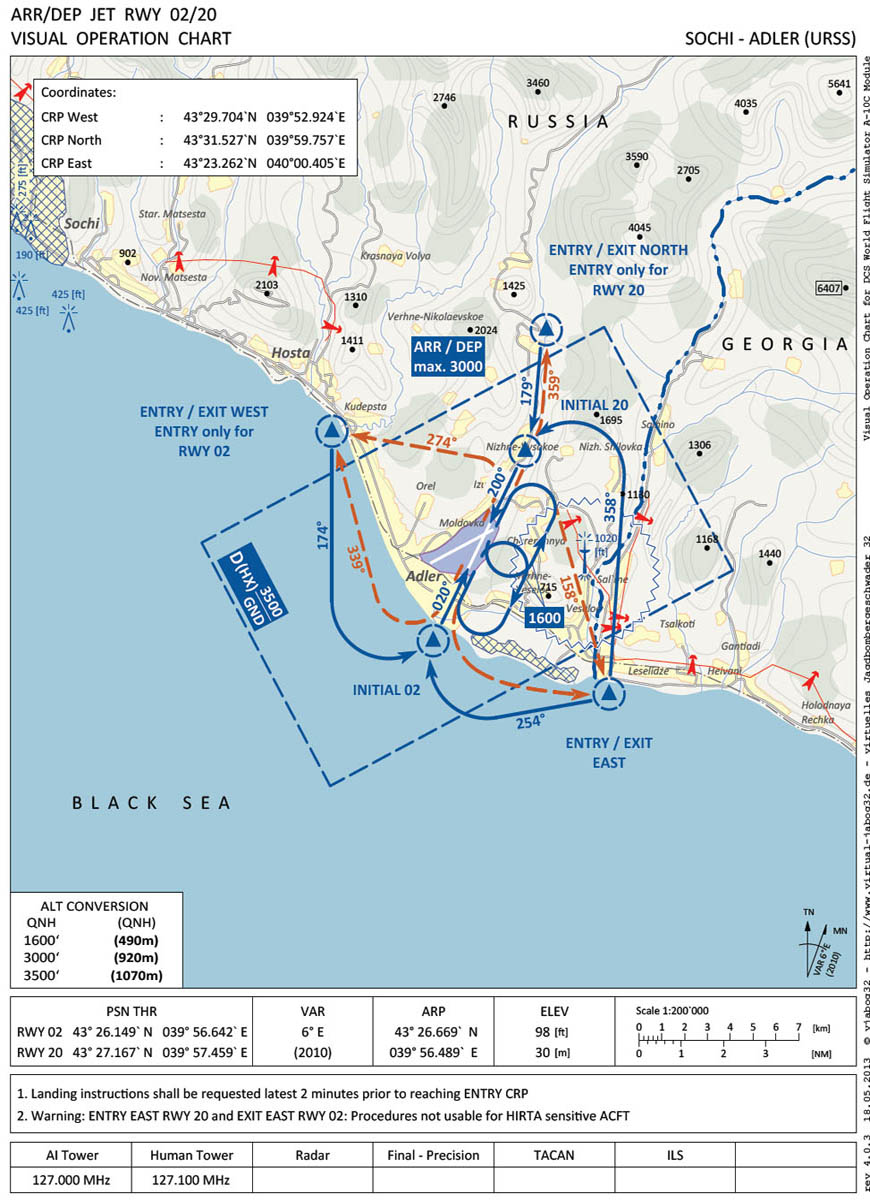 ARR/DEP JET RWY 02/20
VISUAL OPERATION CHART
SOCHI - ADLER (URSS)
Coordinates:
CRP West : 43°29.704`N 039°52.924`E
CRP North : 43°31.527`N 039°59.757`E
CRP East : 43°23.262`N 040°00.405`E
2746
3460
4035
5641
RUSSIA
3590
2705
275 [ft]
Star. Matsesta
Sochi
4045
190 [ft]
902
Krasnaya Volya
ENTRY / EXIT NORTH
ENTRY only for
RWY 20
Nov. Matsesta
425 [ft]
425 [ft]
2103
1310
1425
6407
Verhne-Nikolaevskoe
2024
1411
Hosta
ARR / DEP
max. 3000
GEORGIA
179°
359°
Kudepsta
INITIAL 20
1695
ENTRY / EXIT WEST
ENTRY only for
RWY 02
274°
Nizh. Shilovka
1306
200°
Orel
1180
358°
Moldovka
174°
339°
1020
[ft]
1168
1440
D(HX) 3500
GND
Adler
020°
715
158°
1600
Tsalkoti
Gantiadi
INITIAL 02
Leselidze
Heivani
Holodnaya
Rechka
254°
ENTRY / EXIT
EAST
BLACK SEA
ALT CONVERSION
QNH (QNH)
1600‘ (490m)
3000‘ (920m)
3500‘ (1070m)
TN
MN
VAR 6°E
(2010)
PSN THR
RWY 02 43° 26.149` N 039° 56.642` E
RWY 20 43° 27.167` N 039° 57.459` E
VAR
6° E
(2010)
ARP
43° 26.669` N
039° 56.489` E
ELEV
98 [ft]
30 [m]
Scale 1:200`000
0 1 2 3 4 5 6 7 [km]
0 1 2 3 [NM]
1. Landing instructions shall be requested latest 2 minutes prior to reaching ENTRY CRP
2. Warning: ENTRY EAST RWY 20 and EXIT EAST RWY 02: Procedures not usable for HIRTA sensitive ACFT
AI Tower Human Tower Radar Final - Precision TACAN ILS
127.000 MHz 127.100 MHz
rev 4.0.3 18.05.2013 © vjabog32 - http://www.virtual-jabog32.de - virtuelles Jagdbombergeschwader 32
Visual Operation Chart for DCS World Flight Simulator A-10C Module